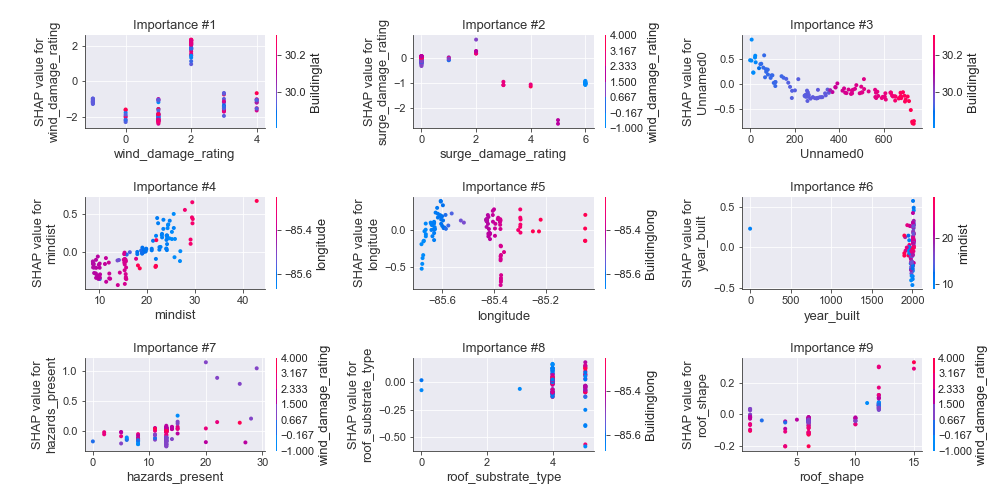 Importance #1
Importance #2
Importance #3
SHAP value for
wind_damage_rating
2
0
−2
0
2
4
wind_damage_rating
30.2
30.0
Buildinglat
SHAP value for
surge_damage_rating
0
−1
−2
0
2
4
6
surge_damage_rating
4.000
3.167
2.333
1.500
0.667
−0.167
−1.000
wind_damage_rating
SHAP value for
Unnamed0
0.5
0.0
−0.5
0
200
400
600
Unnamed0
30.2
30.0
Buildinglat
Importance #4
Importance #5
Importance #6
SHAP value for
mindist
0.5
0.0
10
20
30
40
mindist
−85.4
−85.6
longitude
SHAP value for
longitude
0.0
−0.5
−85.6
−85.4
−85.2
longitude
−85.4
−85.6
Buildinglong
SHAP value for
year_built
0.5
0.0
−0.5
0
500
1000
1500
2000
year_built
20
10
mindist
Importance #7
Importance #8
Importance #9
SHAP value for
hazards_present
1.0
0.5
0.0
0
10
20
30
hazards_present
4.000
3.167
2.333
1.500
0.667
−0.167
−1.000
wind_damage_rating
SHAP value for
roof_substrate_type
0.00
−0.25
−0.50
0
2
4
roof_substrate_type
−85.4
−85.6
Buildinglong
SHAP value for
roof_shape
0.2
0.0
−0.2
5
10
15
roof_shape
4.000
3.167
2.333
1.500
0.667
−0.167
−1.000
wind_damage_rating